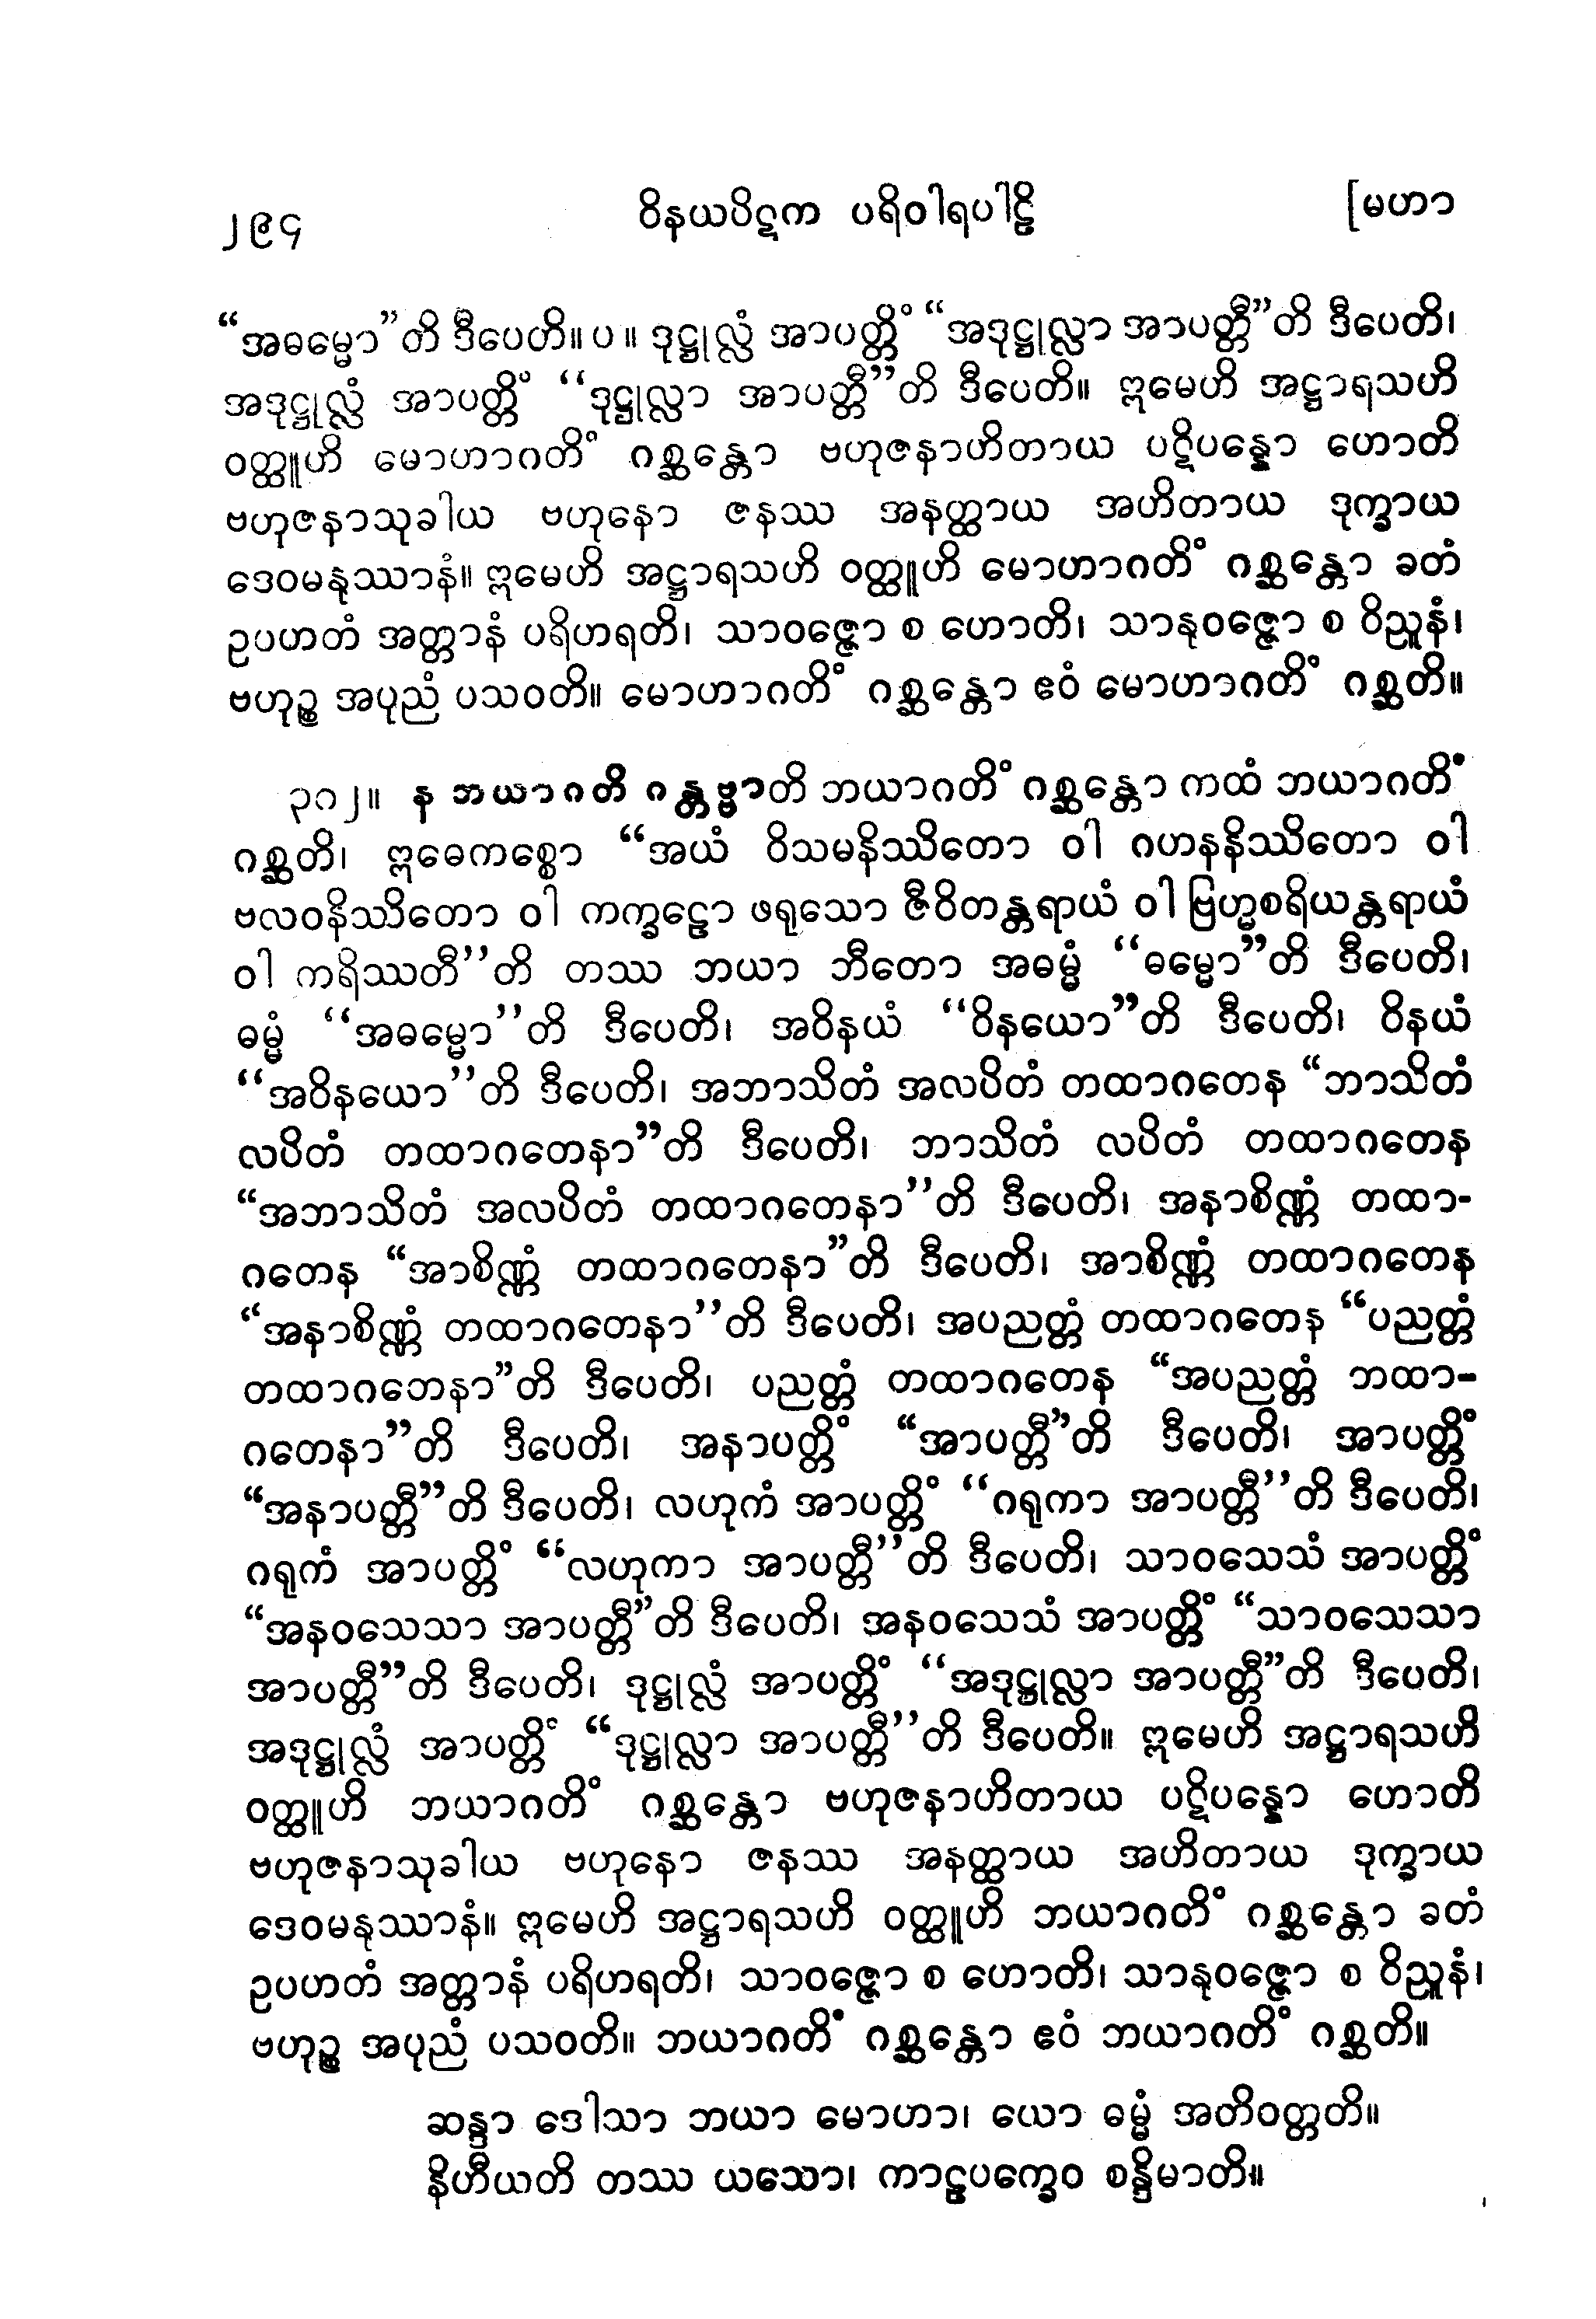 ၂၉၄ ဝိနယပိဋက ပရိဝါရပါဠိ [မဟာ
“အဓမ္မော”တိ ဒီပေတိ။ ပ ။ ဒုဋ္ဌုလ္လံ အာပတ္တိံ “အဒုဋ္ဌုလ္လာ အာပတ္တီ”တိ ဒီပေတိ၊
အဒုဋ္ဌုလ္လံ အာပတ္တိံ “ဒုဋ္ဌုလ္လာ အာပတ္တီ”တိ ဒီပေတိ။ ဣမေဟိ အဋ္ဌာရသဟိ
ဝတ္ထူဟိ မောဟာဂတိံ ဂစ္ဆန္တော ဗဟုဇနာဟိတာယ ပဋိပန္နော ဟောတိ
ဗဟုဇနာသုခါယ ဗဟုနော ဇနဿ အနတ္ထာယ အဟိတာယ ဒုက္ခာယ
ဒေဝမနုဿာနံ။ ဣမေဟိ အဋ္ဌာရသဟိ ဝတ္ထူဟိ မောဟာဂတိံ ဂစ္ဆန္တော ခတံ
ဥပဟတံ အတ္တာနံ ပရိဟရတိ၊ သာဝဇ္ဇော စ ဟောတိ၊ သာနုဝဇ္ဇော စ ဝိညူနံ၊
ဗဟုဉ္စ အပုညံ ပသဝတိ။ မောဟာဂတိံ ဂစ္ဆန္တော ဧဝံ မောဟာဂတိံ ဂစ္ဆတိ။
၃၈၂။ န ဘယာဂတိ ဂန္တဗ္ဗာတိ ဘယာဂတိံ ဂစ္ဆန္တော ကထံ ဘယာဂတိံ
ဂစ္ဆတိ၊ ဣဓေကစ္စော “အယံ ဝိသမနိဿိတော ဝါ ဂဟနနိဿိတော ဝါ
ဗလဝနိဿိတော ဝါ ကက္ခဠော ဖရုသော ဇီဝိတန္တရာယံ ဝါ ဗြဟ္မစရိယန္တရာယံ
ဝါ ကရိဿတီ”တိ တဿ ဘယာ ဘီတော အဓမ္မံ “ဓမ္မော”တိ ဒီပေတိ၊
ဓမ္မံ “အဓမ္မော”တိ ဒီပေတိ၊ အဝိနယံ “ဝိနယော”တိ ဒီပေတိ၊ ဝိနယံ
“အဝိနယော”တိ ဒီပေတိ၊ အဘာသိတံ အလပိတံ တထာဂတေန “ဘာသိတံ
လပိတံ တထာဂတေနာ”တိ ဒီပေတိ၊ ဘာသိတံ လပိတံ တထာဂတေန
“အဘာသိတံ အလပိတံ တထာဂတေနာ”တိ ဒီပေတိ၊ အနာစိဏ္ဏံ တထာ-
ဂတေန “အာစိဏ္ဏံ တထာဂတေနာ”တိ ဒီပေတိ၊ အာစိဏ္ဏံ တထာဂတေန
“အနာစိဏ္ဏံ တထာဂတေနာ”တိ ဒီပေတိ၊ အပညတ္တံ တထာဂတေန “ပညတ္တံ
တထာဂတေနာ”တိ ဒီပေတိ၊ ပညတ္တံ တထာဂတေန “အပညတ္တံ ဘထာ-
ဂတေနာ”တိ ဒီပေတိ၊ အနာပတ္တိံ “အာပတ္တီ”တိ ဒီပေတိ၊ အာပတ္တိံ
“အနာပတ္တီ”တိ ဒီပေတိ၊ လဟုကံ အာပတ္တိံ “ဂရုကာ အာပတ္တီ”တိ ဒီပေတိ၊
ဂရုကံ အာပတ္တိံ “လဟုကာ အာပတ္တီ”တိ ဒီပေတိ၊ သာဝသေသံ အာပတ္တိံ
“အနဝသေသာ အာပတ္တီ”တိ ဒီပေတိ၊ အနဝသေသံ အာပတ္တိံ “သာဝသေသာ
အာပတ္တီ”တိ ဒီပေတိ၊ ဒုဋ္ဌုလ္လံ အာပတ္တိံ “အဒုဋ္ဌုလ္လာ အာပတ္တီ”တိ ဒီပေတိ၊
အဒုဋ္ဌုလ္လံ အာပတ္တိံ “ဒုဋ္ဌုလ္လာ အာပတ္တီ”တိ ဒီပေတိ။ ဣမေဟိ အဋ္ဌာရသဟိ
ဝတ္ထူဟိ ဘယာဂတိံ ဂစ္ဆန္တော ဗဟုဇနာဟိတာယ ပဋိပန္နော ဟောတိ
ဗဟုဇနာသုခါယ ဗဟုနော ဇနဿ အနတ္ထာယ အဟိတာယ ဒုက္ခာယ
ဒေဝမနုဿာနံ။ ဣမေဟိ အဋ္ဌာရသဟိ ဝတ္ထူဟိ ဘယာဂတိံ ဂစ္ဆန္တော ခတံ
ဥပဟတံ အတ္တာနံ ပရိဟရတိ၊ သာဝဇ္ဇော စ ဟောတိ၊ သာနုဝဇ္ဇော စ ဝိညူနံ၊
ဗဟုဉ္စ အပုညံ ပသဝတိ။ ဘယာဂတိံ ဂစ္ဆန္တော ဧဝံ ဘယာဂတိံ ဂစ္ဆတိ။
ဆန္ဒာ ဒေါသာ ဘယာ မောဟာ၊ ယော ဓမ္မံ အတိဝတ္တတိ။
နိဟီယတိ တဿ ယသော၊ ကာဠပက္ခေဝ စန္ဒိမာတိ။